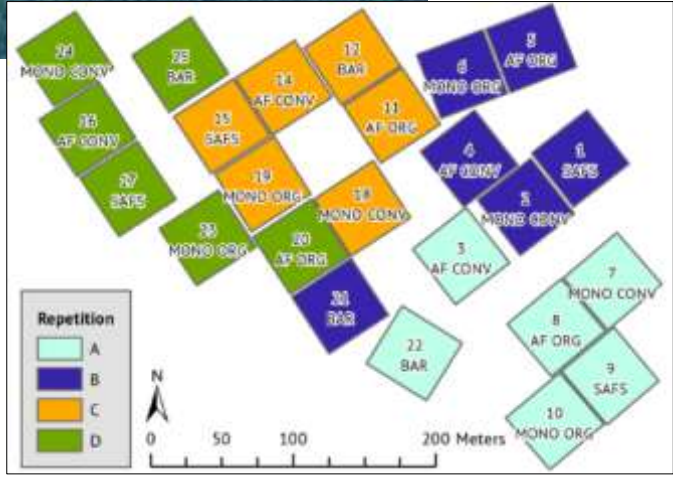 24
MONO CONV'
16
AF CONV
17
SAFS
25
BAR
15
SAFS
14
AF CONV
12
BAR
11
AF ORG
19
MONO ORG
18
MONO CONV
23
MONO ORG
20
AF ORG
21
BAR
6
MONO ORG
5
AF ORG
4
AF CONV
1
SAFS
2
MONO CONV
3
AF CONV
22
BAR
7
MONO CONV
8
AF ORG
9
SAFS
10
MONO ORG
Repetition
A
B
C
D
N
0 50 100 200 Meters